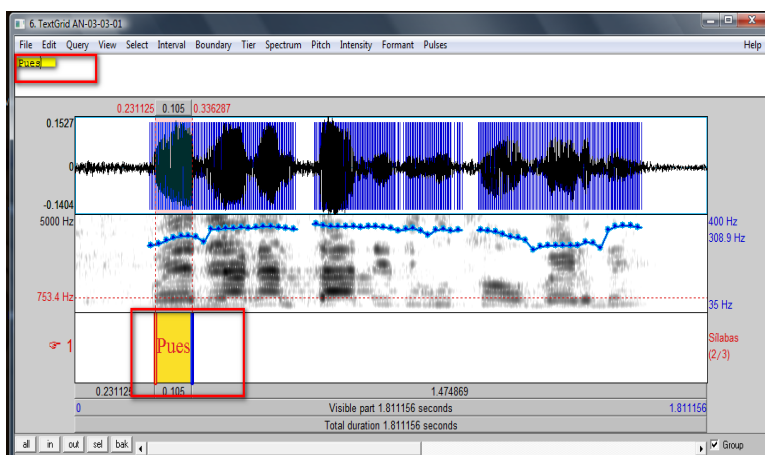 6. TextGrid AN-03-03-01
File Edit Query View Select Interval Boundary Tier Spectrum Pitch Intensity Formant Pulses Help
Pues
0.231125 0.105 0.336287
0.1527
0
-0.1404
5000 Hz 400 Hz
308.9 Hz
753.4 Hz 35 Hz
1 Pues Sílabas
(2/3)
0.231125 0.105 1.474869
0 Visible part 1.811156 seconds 1.811156
Total duration 1.811156 seconds
all in out sel bak Group